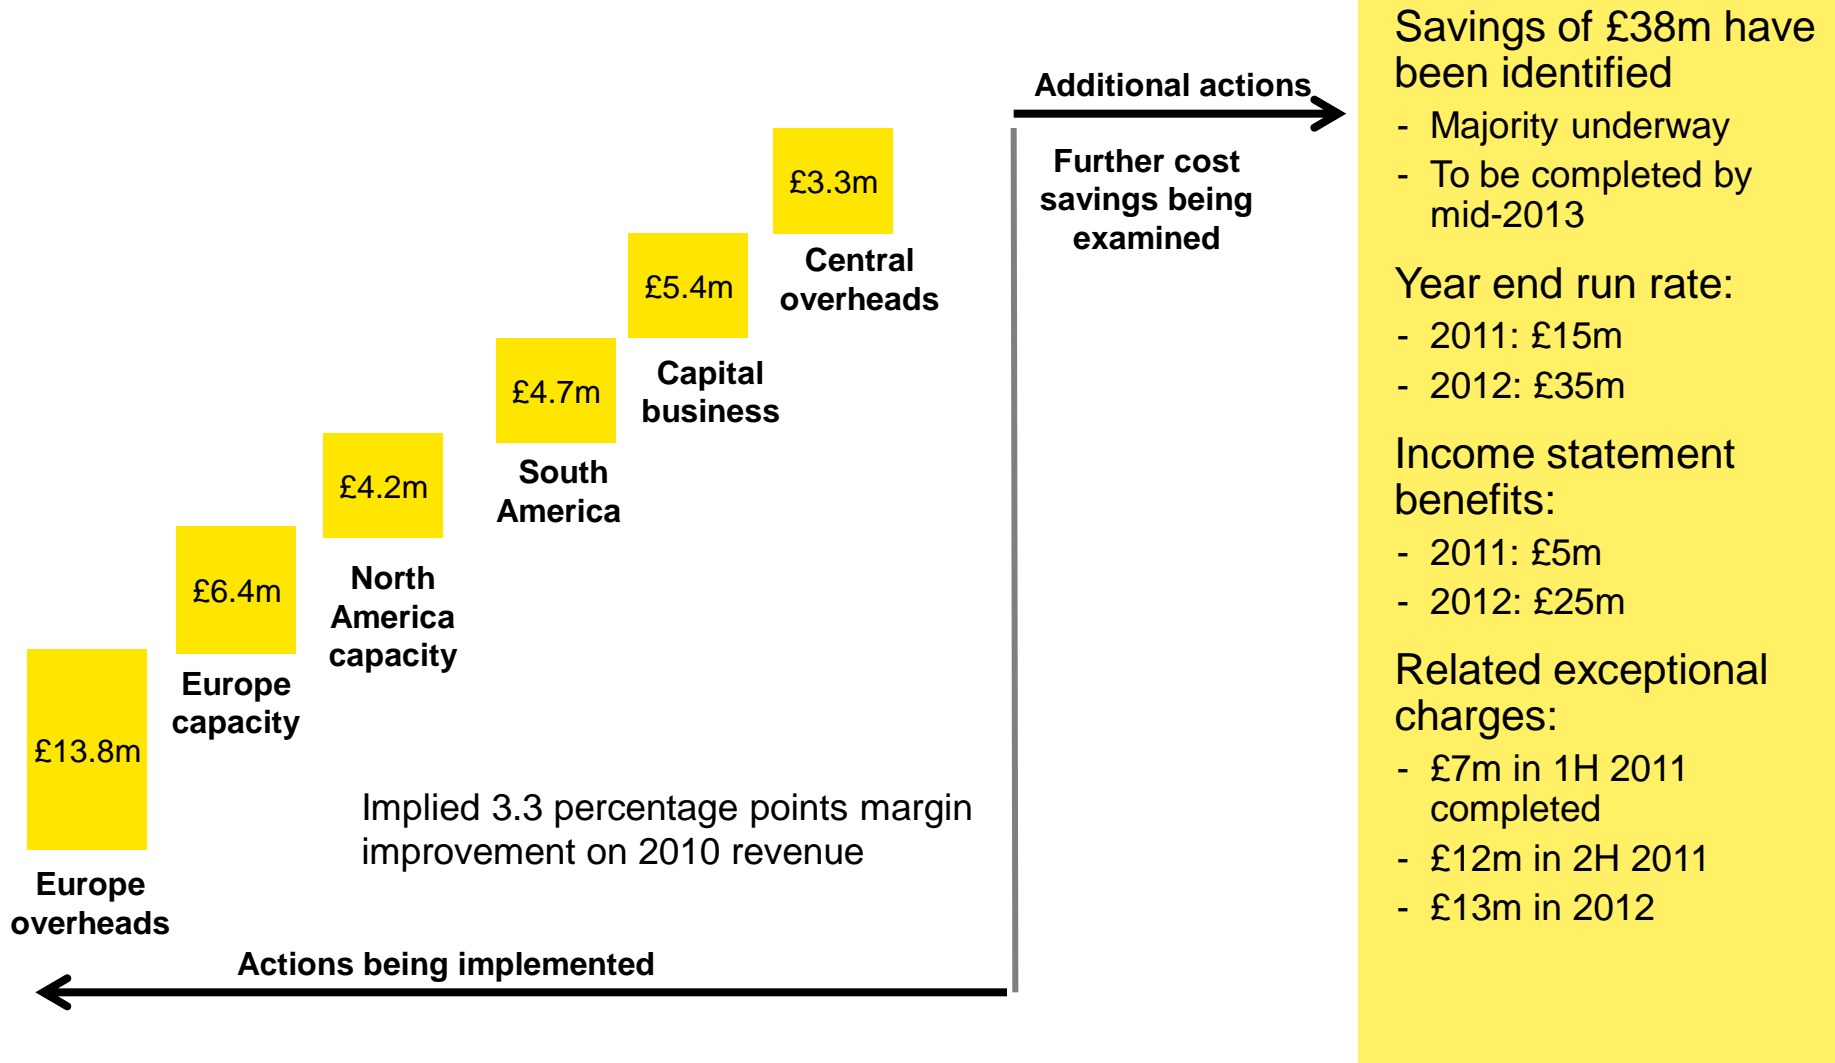 £13.8m
Europe
overheads
£6.4m
Europe
capacity
£4.2m
North
America
capacity
£4.7m
South
America
£5.4m
Capital
business
£3.3m
Central
overheads
Additional actions
Further cost
savings being
examined
Implied 3.3 percentage points margin
improvement on 2010 revenue
Actions being implemented
Savings of £38m have
been identified
- Majority underway
- To be completed by
mid-2013
Year end run rate:
- 2011: £15m
- 2012: £35m
Income statement
benefits:
- 2011: £5m
- 2012: £25m
Related exceptional
charges:
- £7m in 1H 2011
completed
- £12m in 2H 2011
- £13m in 2012